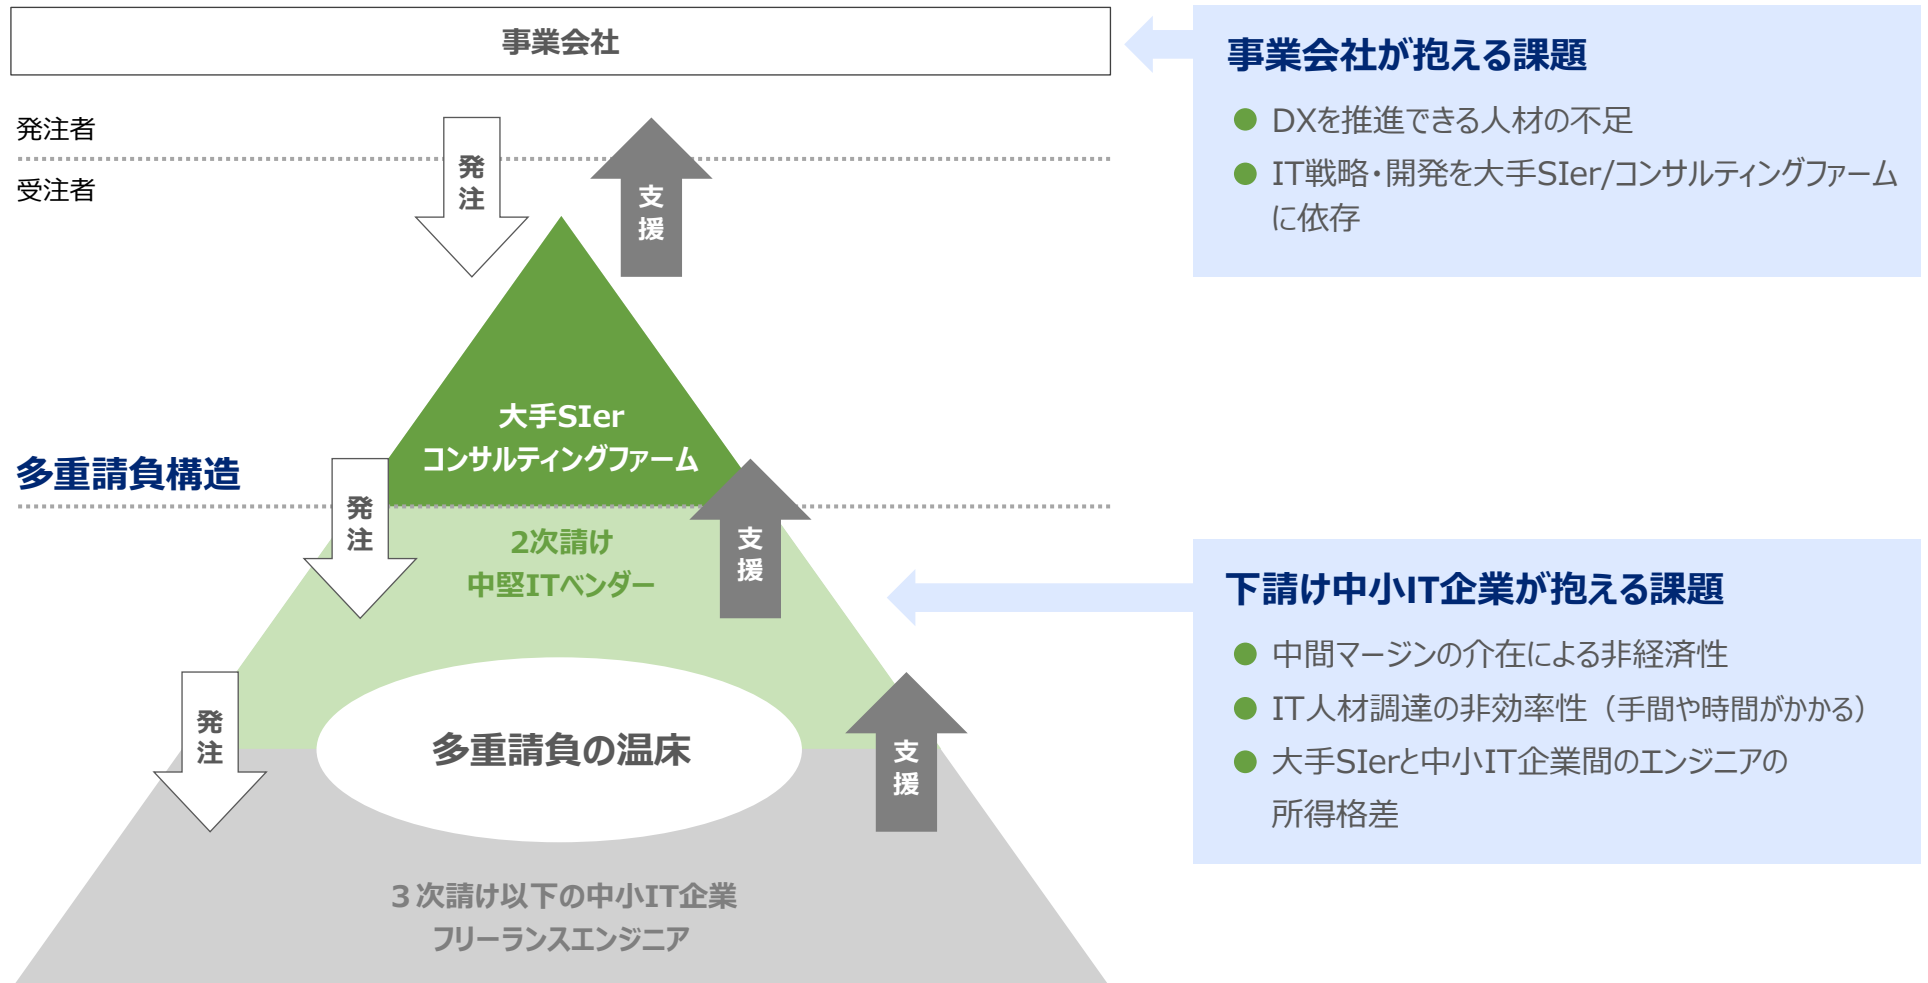 事業会社
発注者
受注者
発注
支援
大手SIer
コンサルティングファーム
多重請負構造
発注
支援
2次請け
中堅ITベンダー
発注
支援
多重請負の温床
３次請け以下の中小IT企業
フリーランスエンジニア
事業会社が抱える課題
● DXを推進できる人材の不足
● IT戦略・開発を大手SIer/コンサルティングファーム
に依存
下請け中小IT企業が抱える課題
● 中間マージンの介在による非経済性
● IT人材調達の非効率性（手間や時間がかかる）
● 大手SIerと中小IT企業間のエンジニアの
所得格差